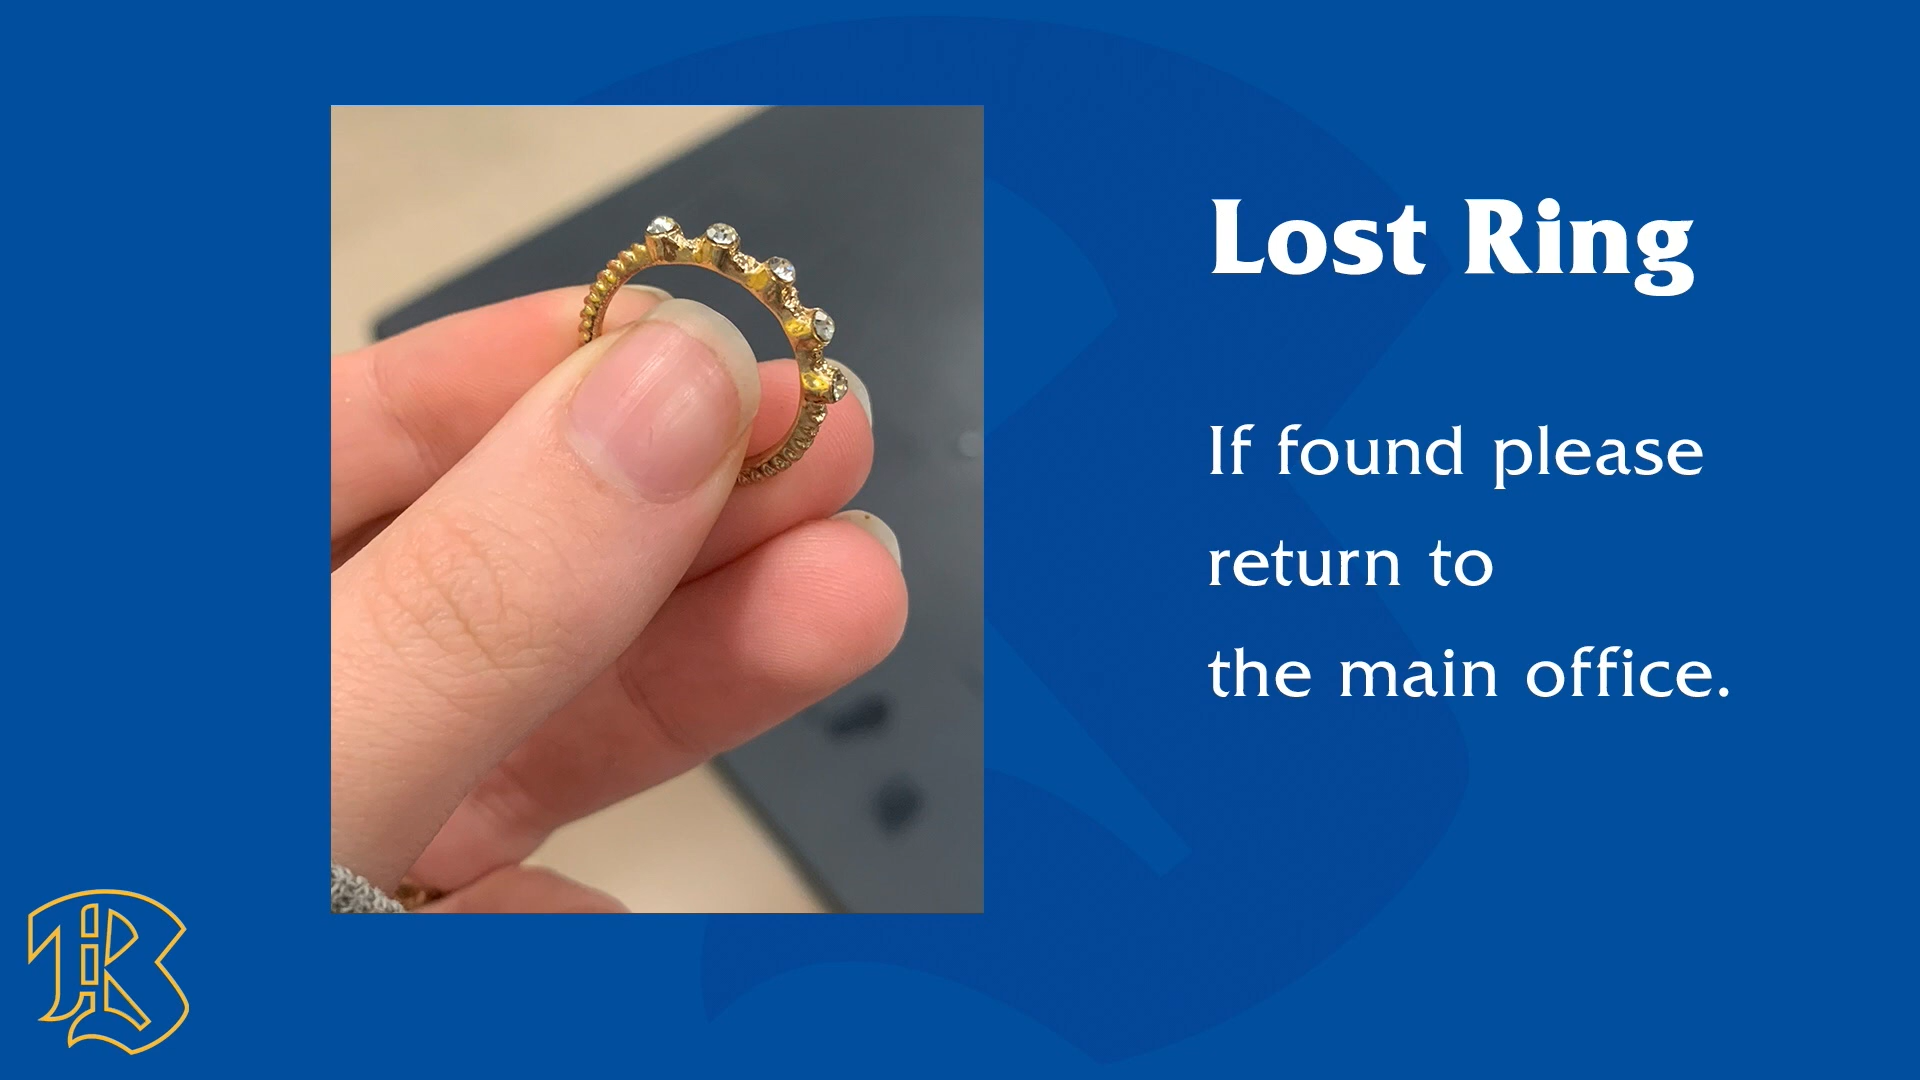 Lost Ring
If found please
return to
the main office.
B